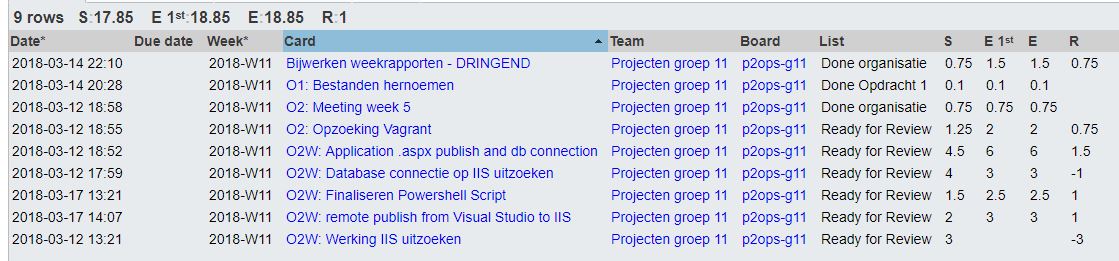 9 rows S:17.85 E 1st:18.85 E:18.85 R:1
Date* Due date Week* Card Team Board List S E 1st E R
2018-03-14 22:10 2018-W11 Bijwerken weekrapporten - DRINGEND Projecten groep 11 p2ops-g11 Done organisatie 0.75 1.5 1.5 0.75
2018-03-14 20:28 2018-W11 O1: Bestanden hernoemen Projecten groep 11 p2ops-g11 Done Opdracht 1 0.1 0.1 0.1
2018-03-12 18:58 2018-W11 O2: Meeting week 5 Projecten groep 11 p2ops-g11 Done organisatie 0.75 0.75 0.75
2018-03-12 18:55 2018-W11 O2: Opzoeking Vagrant Projecten groep 11 p2ops-g11 Ready for Review 1.25 2 2 0.75
2018-03-12 18:52 2018-W11 O2W: Application .aspx publish and db connection Projecten groep 11 p2ops-g11 Ready for Review 4.5 6 6 1.5
2018-03-12 17:59 2018-W11 O2W: Database connectie op IIS uitzoeken Projecten groep 11 p2ops-g11 Ready for Review 4 3 3 -1
2018-03-17 13:21 2018-W11 O2W: Finaliseren Powershell Script Projecten groep 11 p2ops-g11 Ready for Review 1.5 2.5 2.5 1
2018-03-17 14:07 2018-W11 O2W: remote publish from Visual Studio to IIS Projecten groep 11 p2ops-g11 Ready for Review 2 3 3 1
2018-03-12 13:21 2018-W11 O2W: Werking IIS uitzoeken Projecten groep 11 p2ops-g11 Ready for Review 3 -3